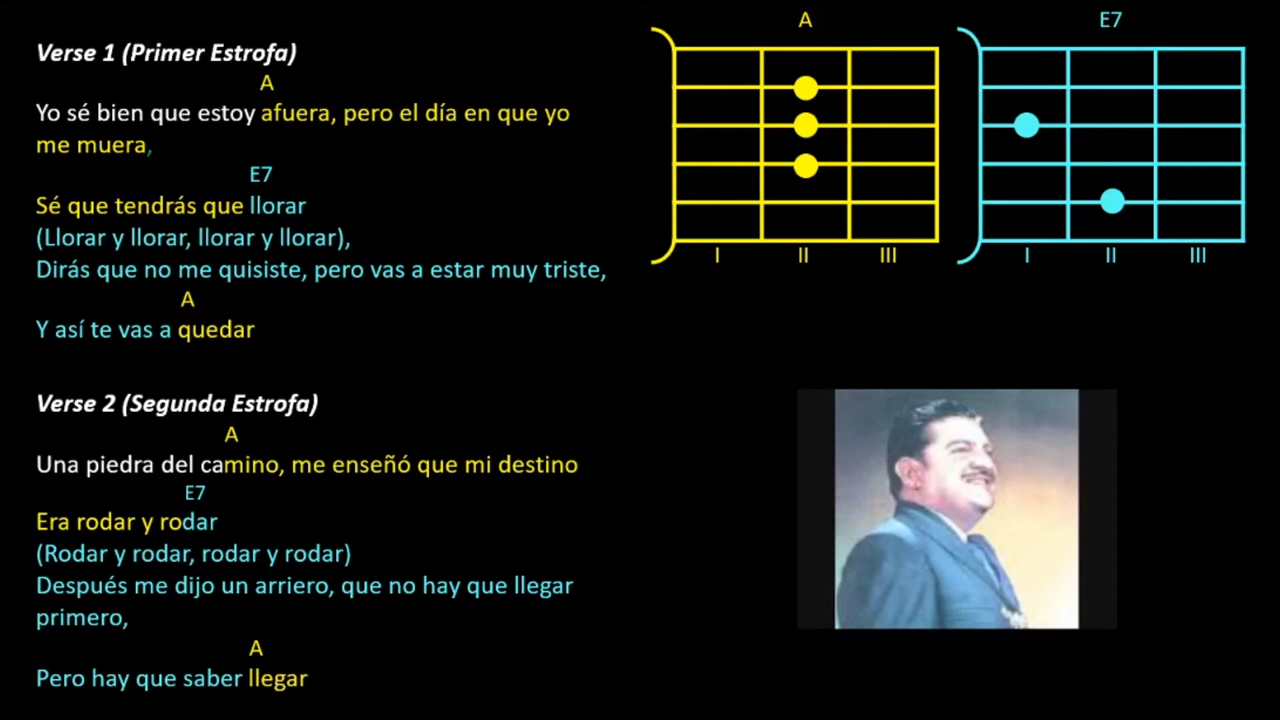 Verse 1 (Primer Estrofa)
A
Yo sé bien que estoy afuera, pero el día en que yo
me muera,
E7
Sé que tendrás que llorar
(Llorar y llorar, llorar y llorar),
Dirás que no me quisiste, pero vas a estar muy triste,
A
Y así te vas a quedar
Verse 2 (Segunda Estrofa)
A
Una piedra del camino, me enseñó que mi destino
E7
Era rodar y rodar
(Rodar y rodar, rodar y rodar)
Después me dijo un arriero, que no hay que llegar
primero,
A
Pero hay que saber llegar
A
I II III
E7
I II III